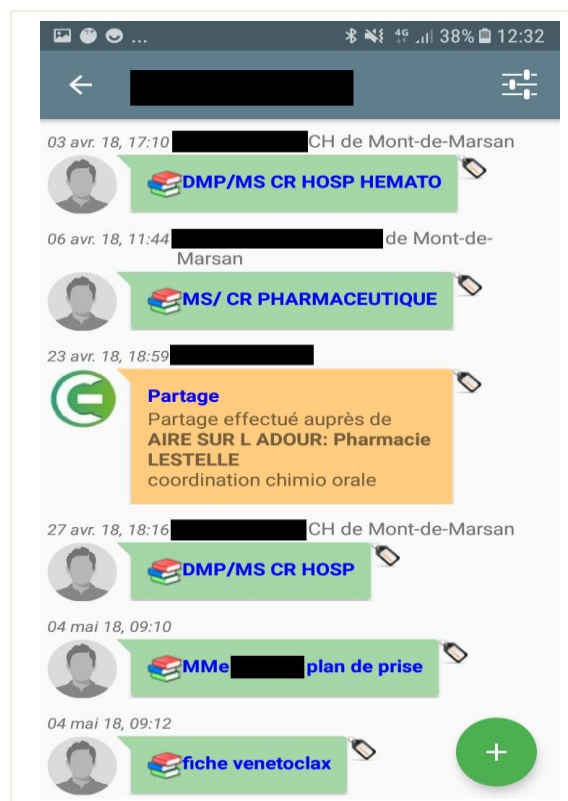 ... 4G 38% 12:32
03 avr. 18, 17:10 CH de Mont-de-Marsan
DMP/MS CR HOSP HEMATO
06 avr. 18, 11:44 de Mont-de-
Marsan
MS/ CR PHARMACEUTIQUE
23 avr. 18, 18:59
Partage
Partage effectué auprès de
AIRE SUR L ADOUR: Pharmacie
LESTELLE
coordination chimio orale
27 avr. 18, 18:16 CH de Mont-de-Marsan
DMP/MS CR HOSP
04 mai 18, 09:10
MMe plan de prise
04 mai 18, 09:12
fiche venetoclax